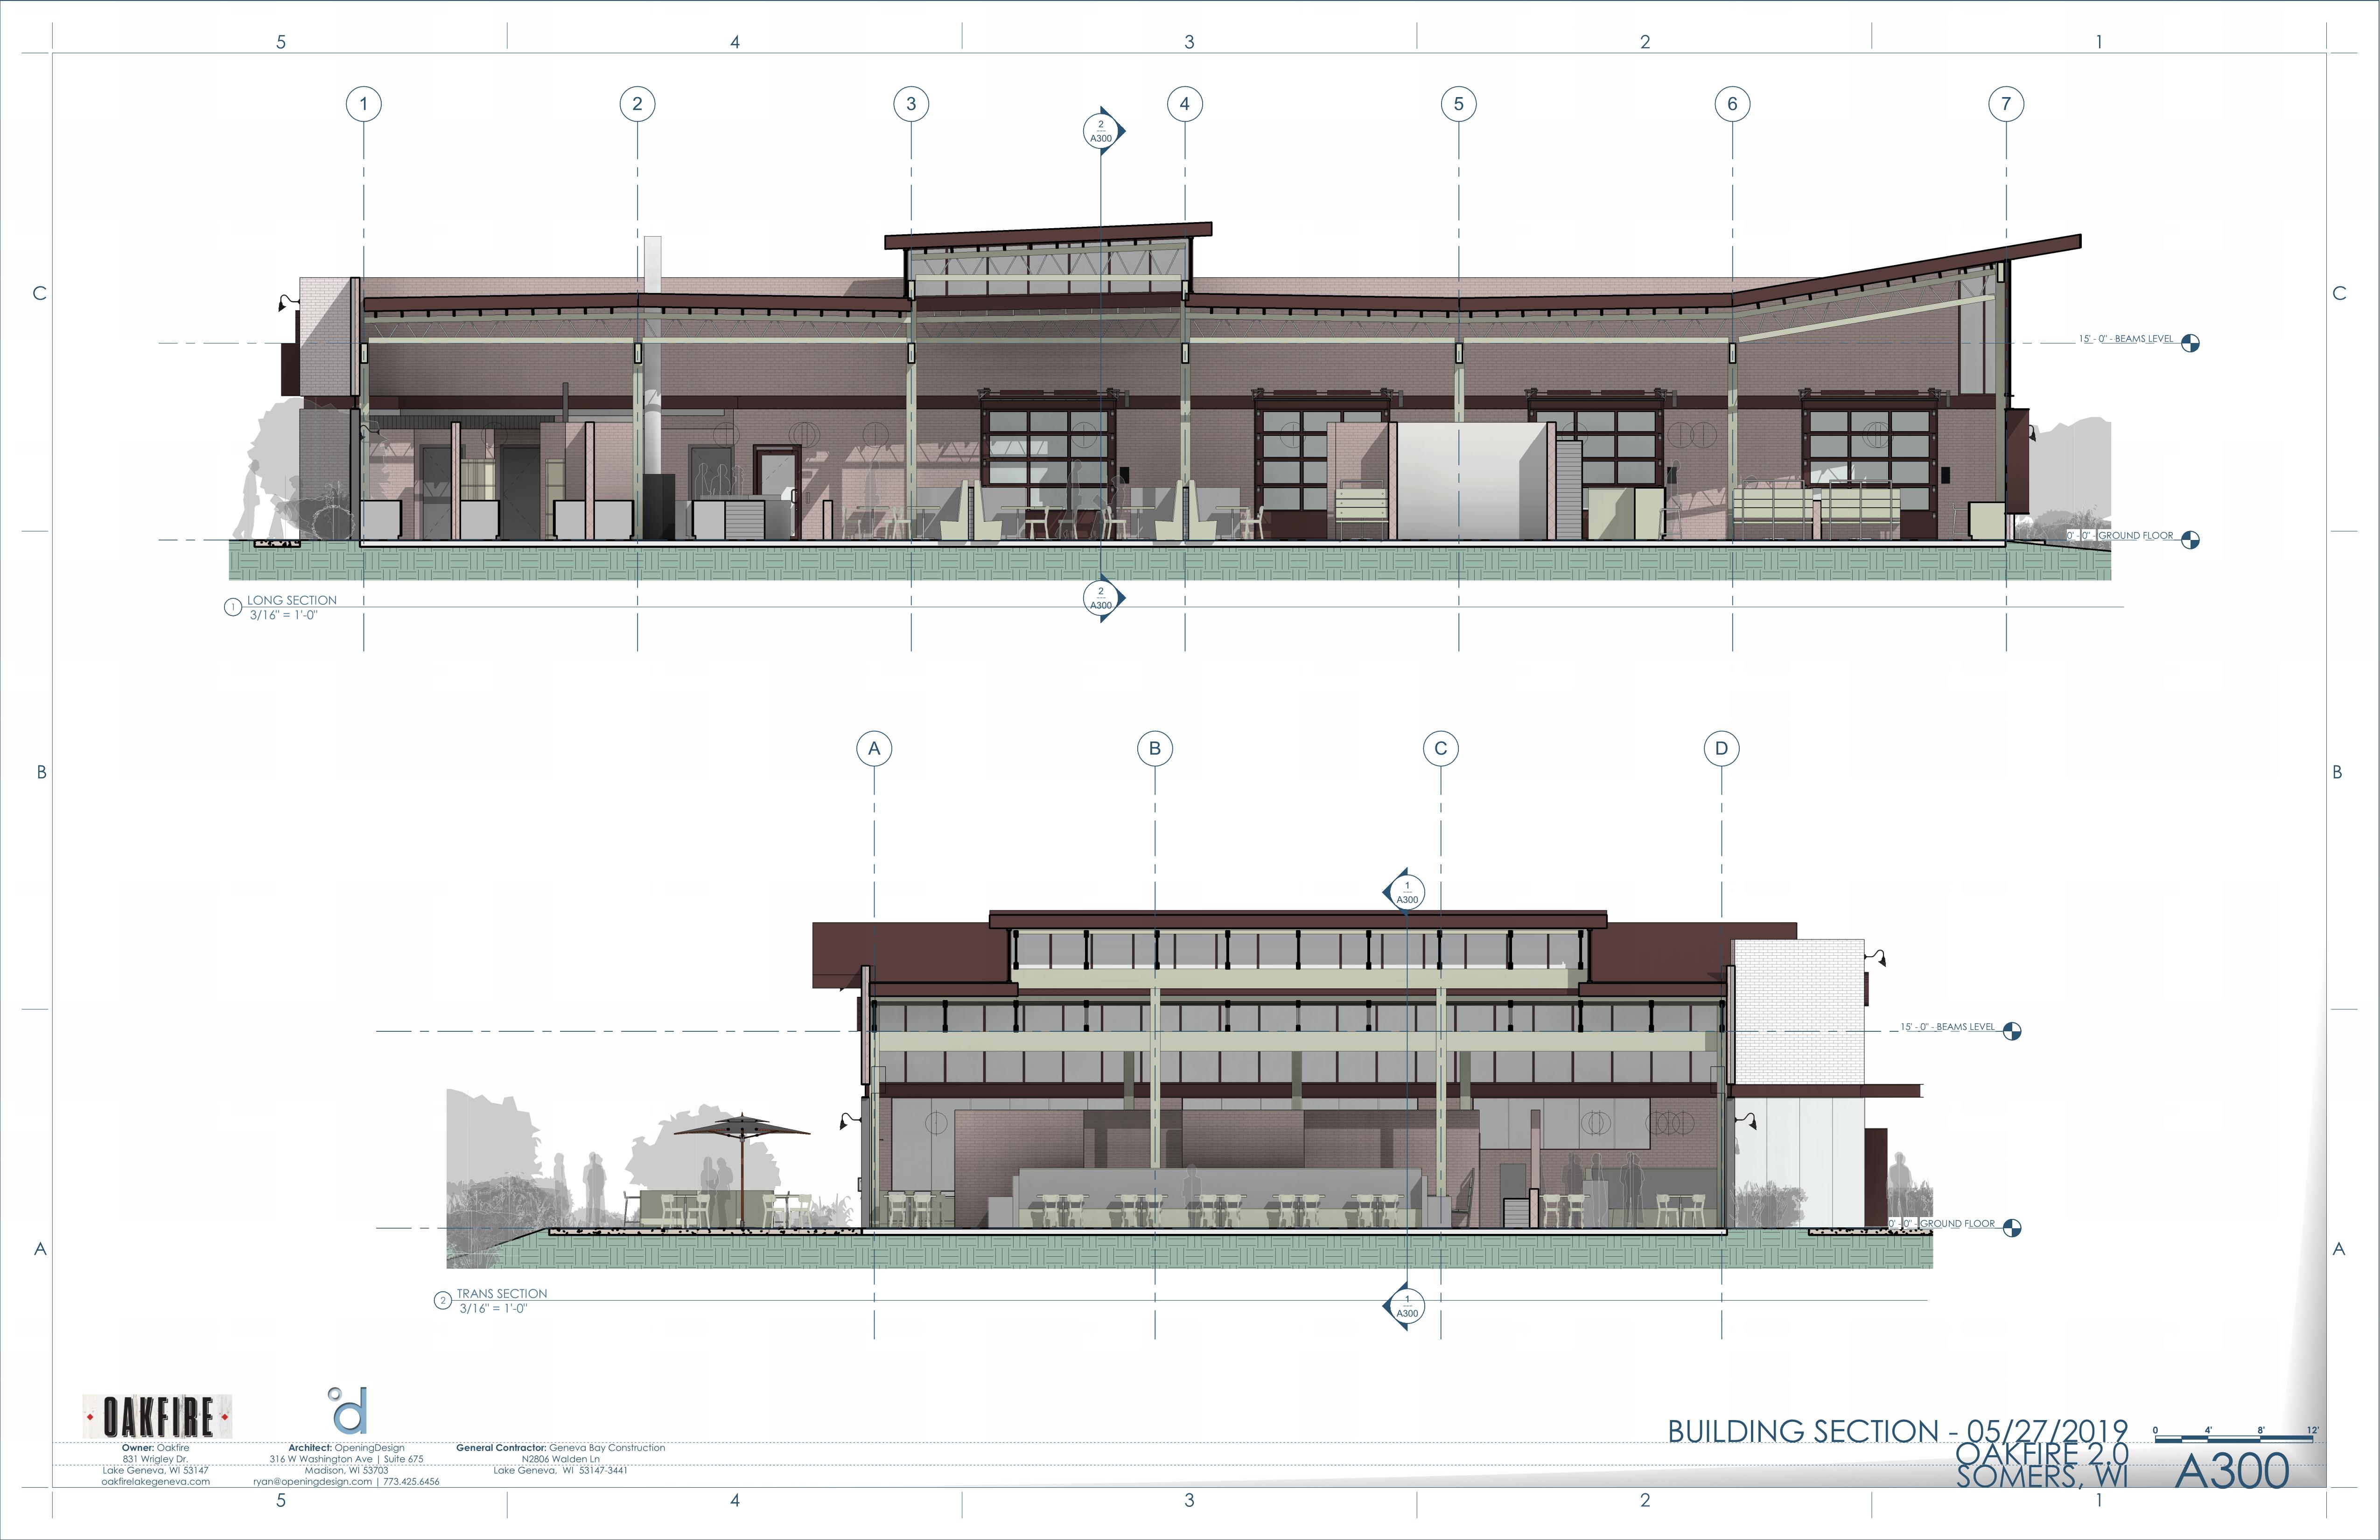 5 4 3 2 1
1 2 3 4 5 6 7
2
A300
C C
15' - 0" - BEAMS LEVEL
0' - 0" - GROUND FLOOR
1 LONG SECTION
3/16" = 1'-0"
2
A300
B B
A B C D
1
A300
15' - 0" - BEAMS LEVEL
0' - 0" - GROUND FLOOR
A A
2 TRANS SECTION
3/16" = 1'-0"
1
A300
OAKFIRE
d
Owner: Oakfire
831 Wrigley Dr.
Lake Geneva, WI 53147
oakfirelakegeneva.com
Architect: OpeningDesign
316 W Washington Ave | Suite 675
Madison, WI 53703
ryan@openingdesign.com | 773.425.6456
General Contractor: Geneva Bay Construction
N2806 Walden Ln
Lake Geneva, WI 53147-3441
BUILDING SECTION - 05/27/2019
OAKFIRE 2.0
SOMERS, WI
0 4' 8' 12'
A300
5 4 3 2 1